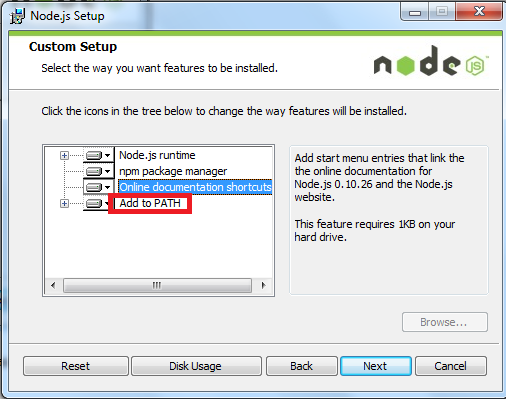 Node.js Setup
Custom Setup
Select the way you want features to be installed.
node
JS
Click the icons in the tree below to change the way features will be installed.
Node.js runtime
npm package manager
Online documentation shortcuts
Add to PATH
Add start menu entries that link the
the online documentation for
Node.js 0.10.26 and the Node.js
website.
This feature requires 1KB on your
hard drive.
Browse...
Reset
Disk Usage
Back
Next
Cancel